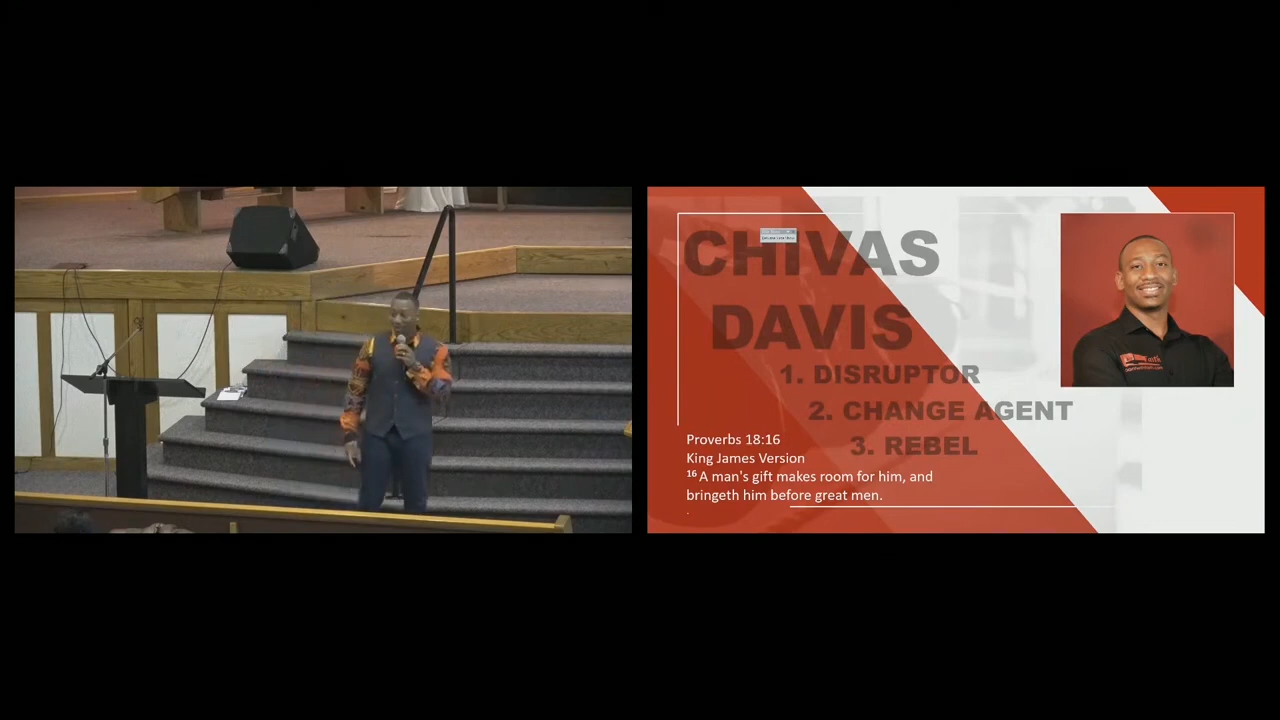 CHIVAS
DAVIS
1. DISRUPTOR
2. CHANGE AGENT
3. REBEL
Proverbs 18:16
King James Version
16 A man's gift makes room for him, and
bringeth him before great men.
.